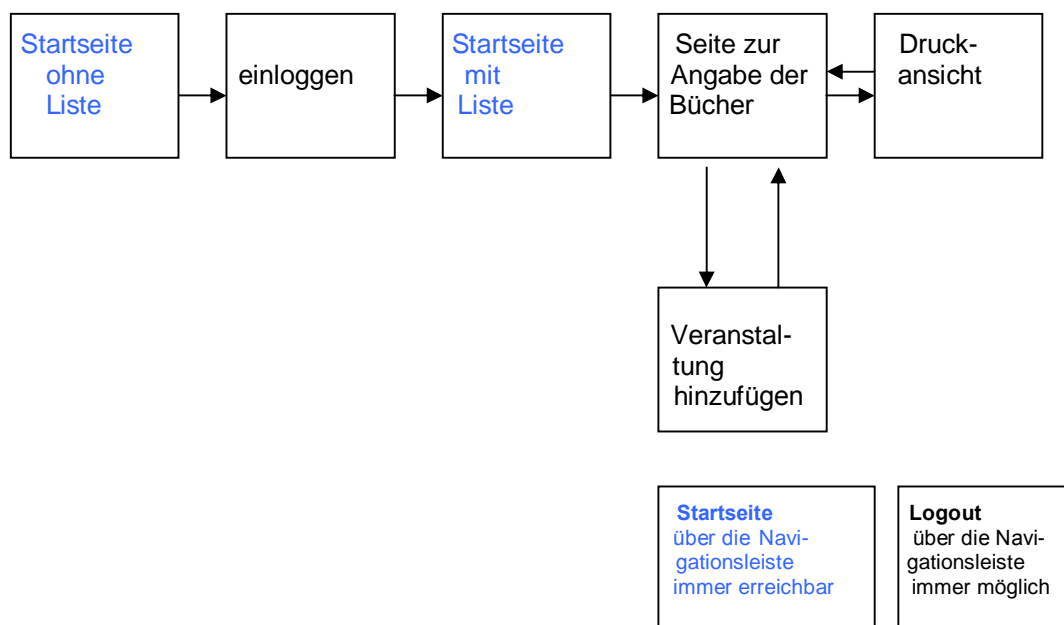 Startseite
ohne
Liste
einloggen
Startseite
mit
Liste
Seite zur
Angabe der
Bücher
Druck-
ansicht
Veranstal-
tung
hinzufügen
Startseite
über die Navi-
gationsleiste
immer erreichbar
Logout
über die Navi-
gationsleiste
immer möglich